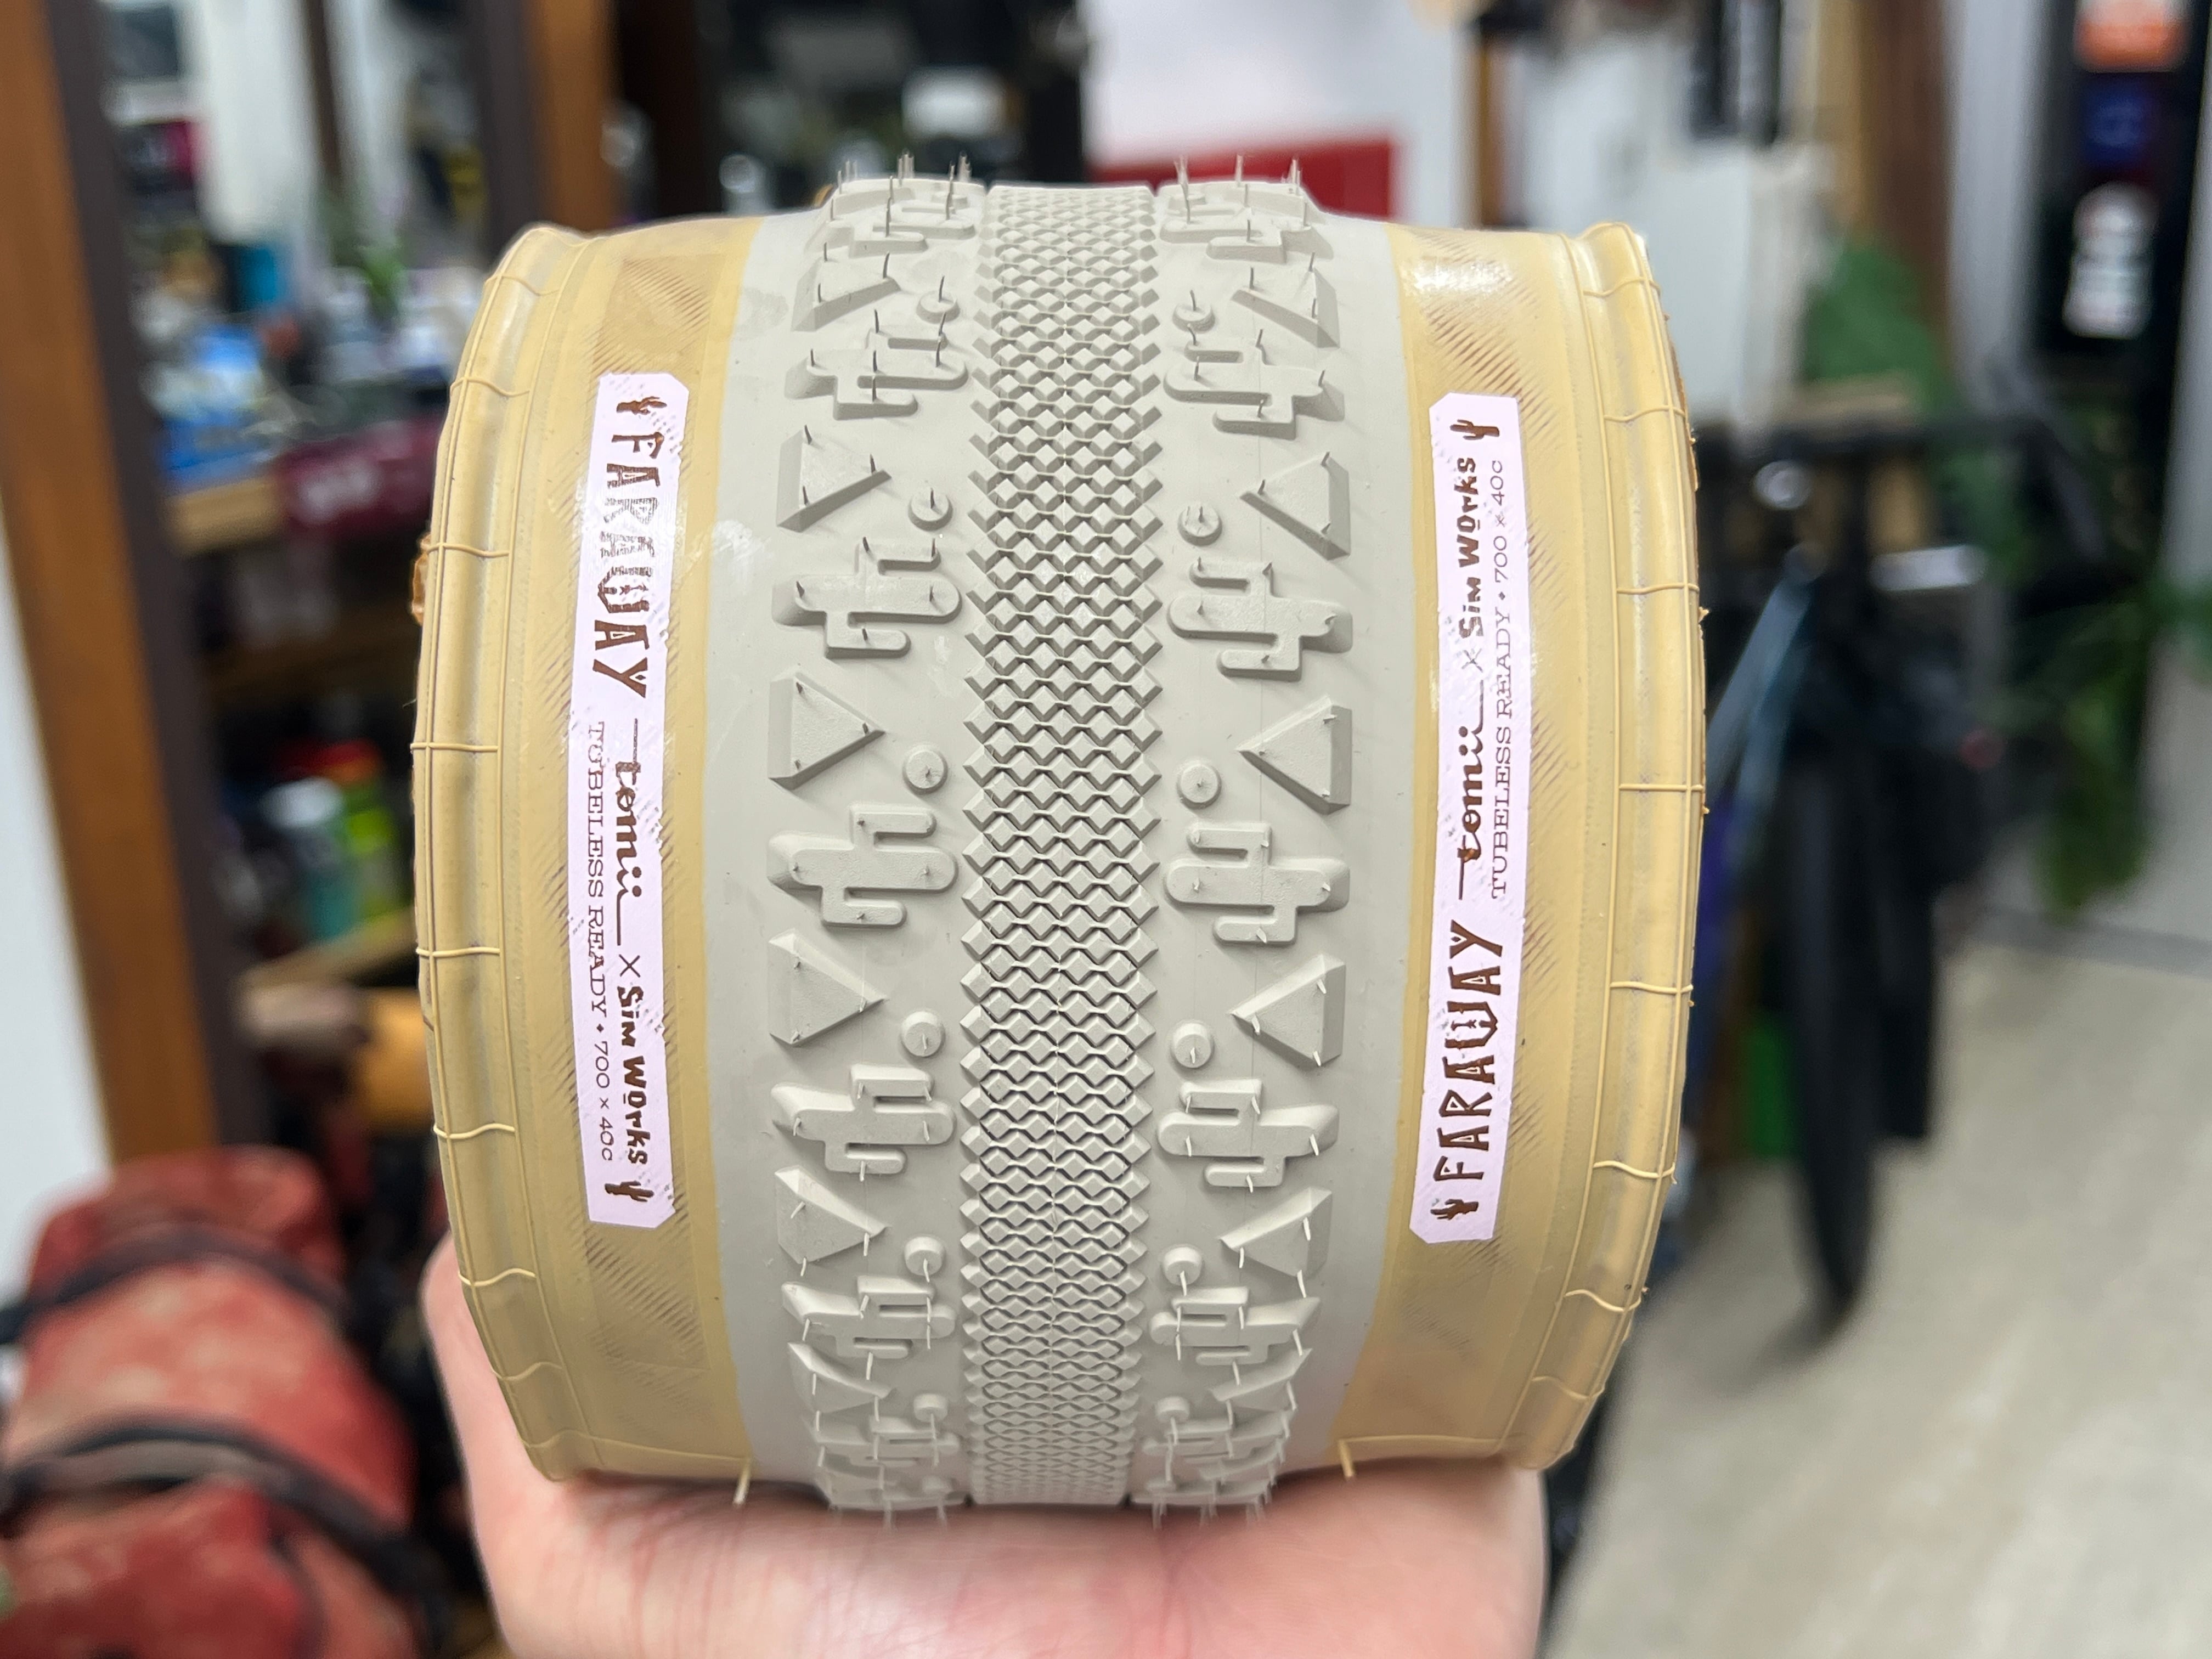 FARAWAY tomii x Sim Works
TUBELESS READY • 700 x 40c
FARAWAY tomii x Sim Works
TUBELESS READY • 700 x 40c